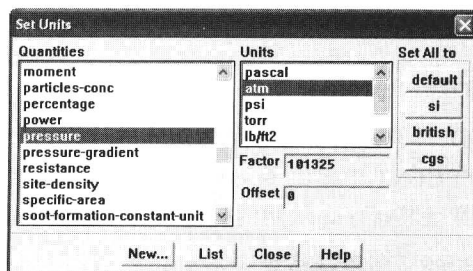 Set Units
Quantities
moment
particles-conc
percentage
power
pressure
pressure-gradient
resistance
site-density
specific-area
soot-formation-constant-unit
Units
pascal
atm
psi
torr
lb/ft2
Factor 101325
Offset 0
Set All to
default
si
british
cgs
New... List Close Help